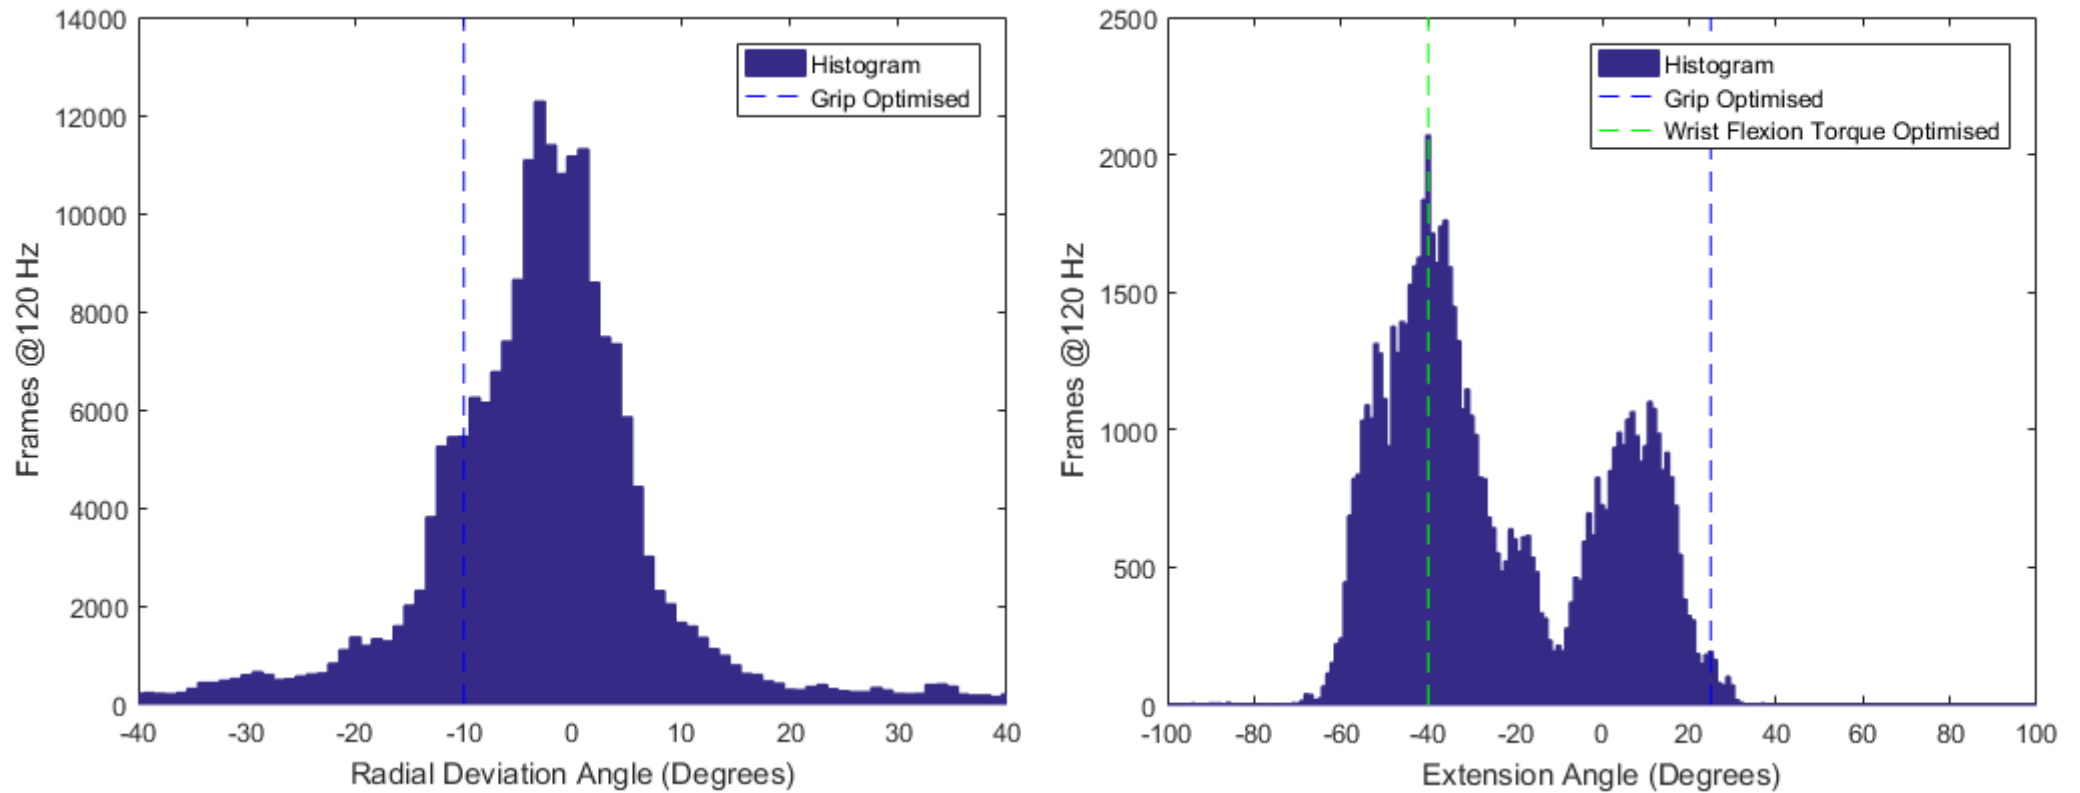 14000
12000
10000
8000
6000
4000
2000
0
Frames @120 Hz
-40 -30 -20 -10 0 10 20 30 40
Radial Deviation Angle (Degrees)
Histogram
Grip Optimised
2500
2000
1500
1000
500
0
Frames @120 Hz
-100 -80 -60 -40 -20 0 20 40 60 80 100
Extension Angle (Degrees)
Histogram
Grip Optimised
Wrist Flexion Torque Optimised